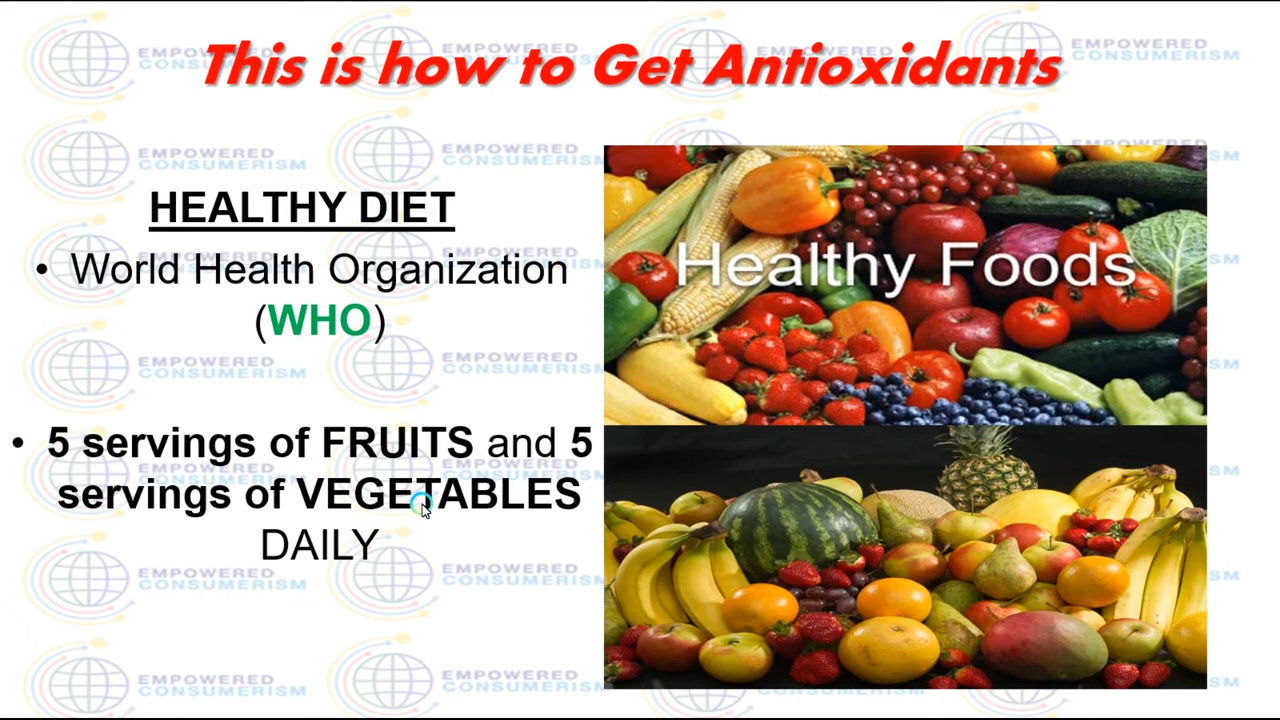 This is how to Get Antioxidants
HEALTHY DIET
• World Health Organization
(WHO)
• 5 servings of FRUITS and 5
servings of VEGETABLES
DAILY
Healthy Foods
EMPOWERED
CONSUMERISM